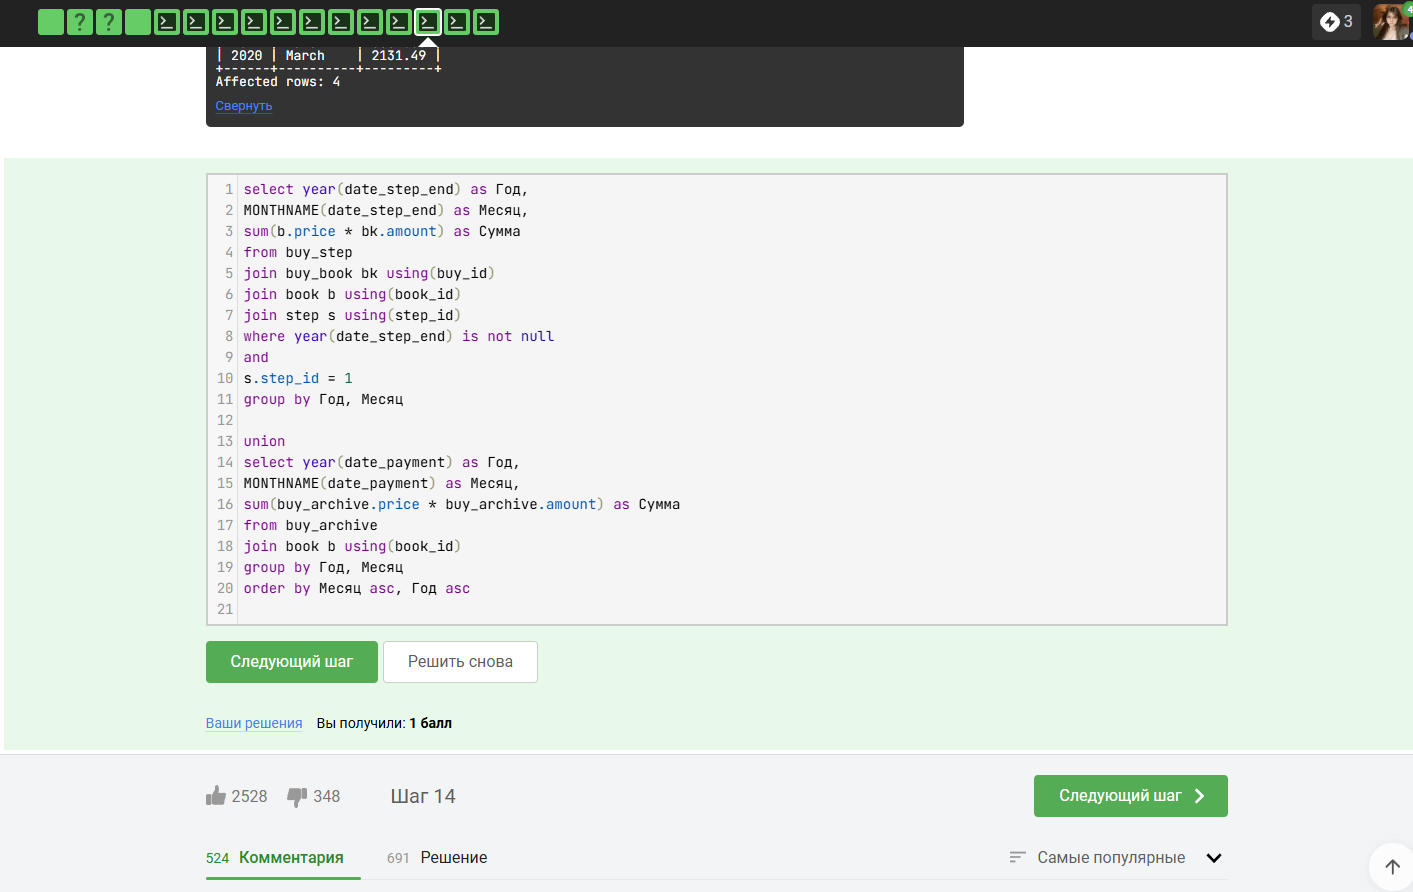 ? ?
3
4
| 2020 | March    | 2131.49 |
+------+----------+---------+
Affected rows: 4
Свернуть
1 select year(date_step_end) as Год,
2 MONTHNAME(date_step_end) as Месяц,
3 sum(b.price * bk.amount) as Сумма
4 from buy_step
5 join buy_book bk using(buy_id)
6 join book b using(book_id)
7 join step s using(step_id)
8 where year(date_step_end) is not null
9 and
10 s.step_id = 1
11 group by Год, Месяц
12
13 union
14 select year(date_payment) as Год,
15 MONTHNAME(date_payment) as Месяц,
16 sum(buy_archive.price * buy_archive.amount) as Сумма
17 from buy_archive
18 join book b using(book_id)
19 group by Год, Месяц
20 order by Месяц asc, Год asc
21
Следующий шаг Решить снова
Ваши решения Вы получили: 1 балл
2528 348 Шаг 14 Следующий шаг
524 Комментария 691 Решение Самые популярные